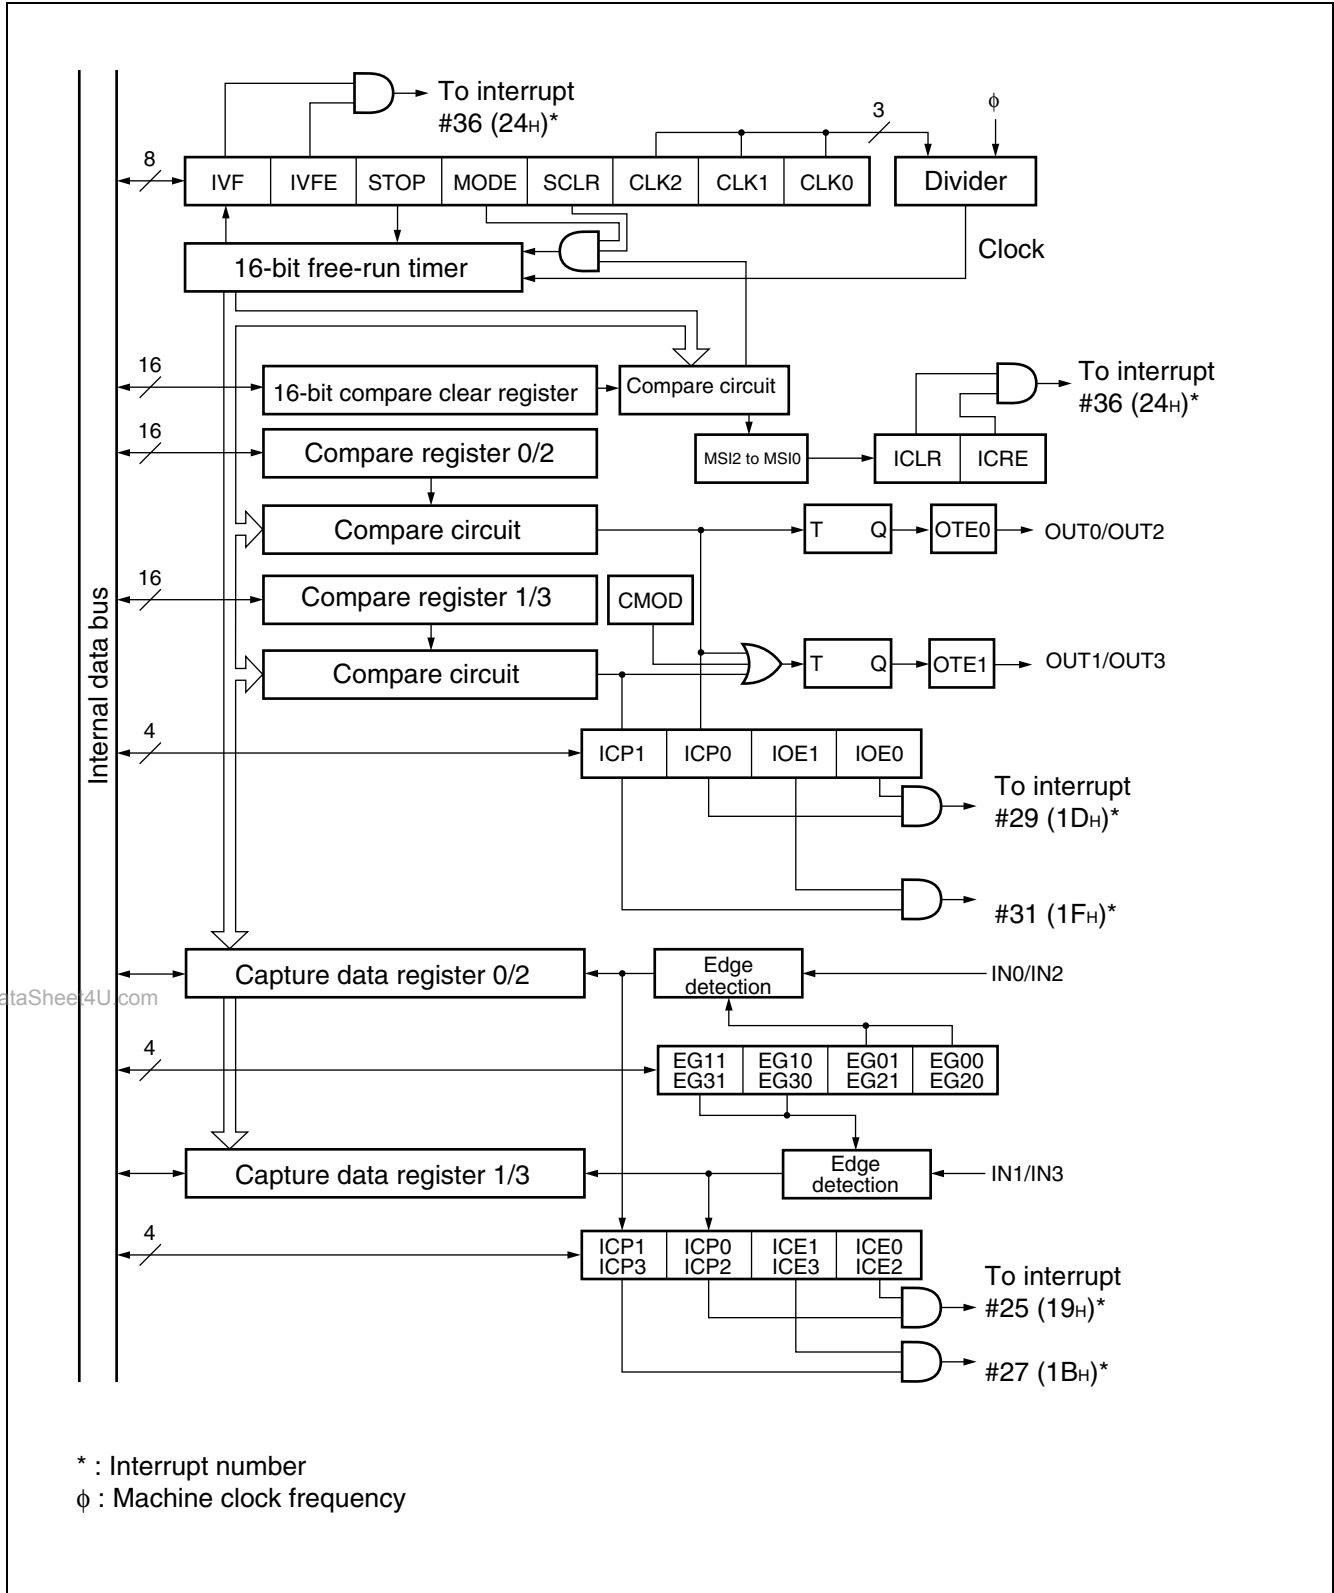 To interrupt
#36 (24H)*
3
ϕ
8
IVF IVFE STOP MODE SCLR CLK2 CLK1 CLK0
Divider
16-bit free-run timer
Clock
16
16-bit compare clear register
Compare circuit
To interrupt
#36 (24H)*
16
Compare register 0/2
MSI2 to MSI0
ICLR ICRE
Compare circuit
T Q
OTE0
OUT0/OUT2
16
Compare register 1/3
CMOD
Compare circuit
T Q
OTE1
OUT1/OUT3
Internal data bus
4
ICP1 ICP0 IOE1 IOE0
To interrupt
#29 (1DH)*
#31 (1FH)*
Capture data register 0/2
Edge
detection
IN0/IN2
ataSheet4U.com
4
EG11 EG10 EG01 EG00
EG31 EG30 EG21 EG20
Capture data register 1/3
Edge
detection
IN1/IN3
4
ICP1 ICP0 ICE1 ICE0
ICP3 ICP2 ICE3 ICE2
To interrupt
#25 (19H)*
#27 (1BH)*
* : Interrupt number
ϕ : Machine clock frequency